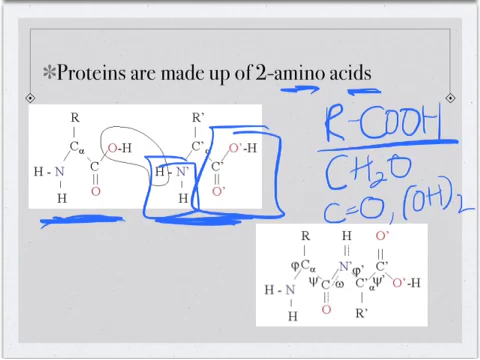 *Proteins are made up of 2-amino acids
R
Cα
O-H
H-N
C
H
O
R'
C'α
O'-H
H-N'
C'
H
O'
R-COOH
CH2O
C=O, (OH)2
R
H
O'
φ
Cα
N'
φ'
C'
ψ
C
ω
C'α
ψ'
H-N
O'-H
H
O
R'